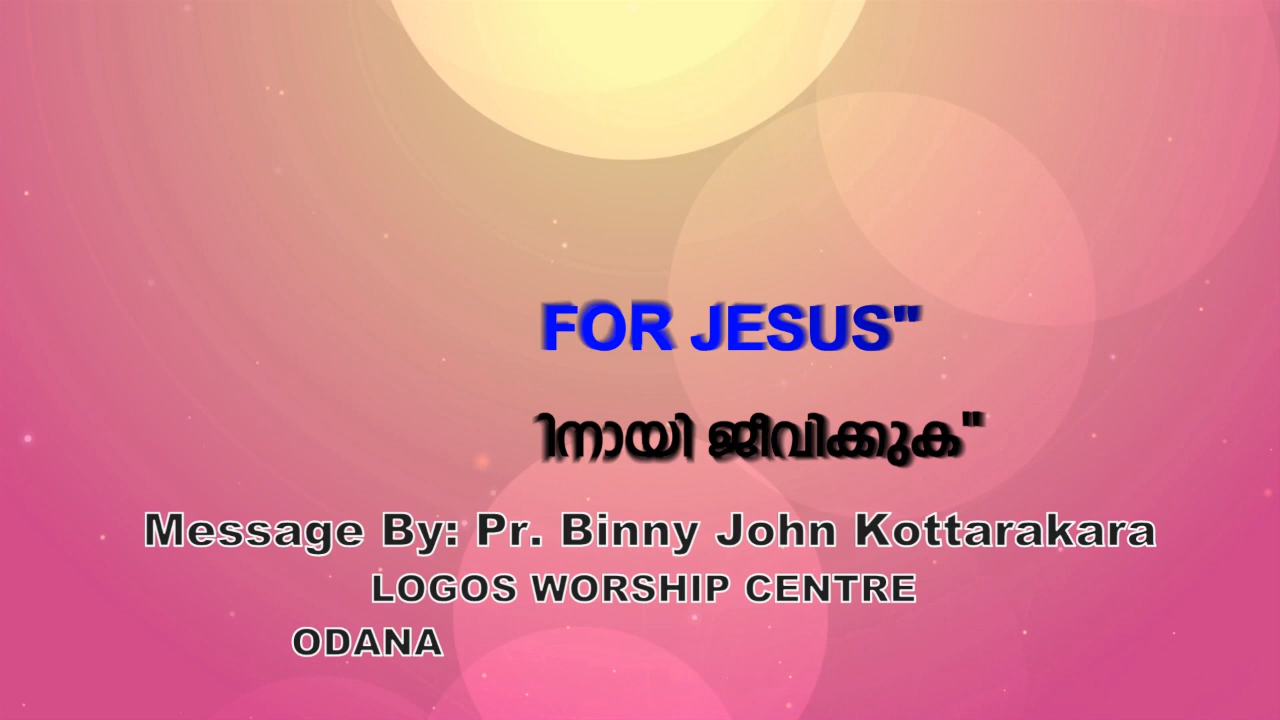 FOR JESUS"
ിനായി ജീവിക്കുക"
Message By: Pr. Binny John Kottarakara
LOGOS WORSHIP CENTRE
ODANA